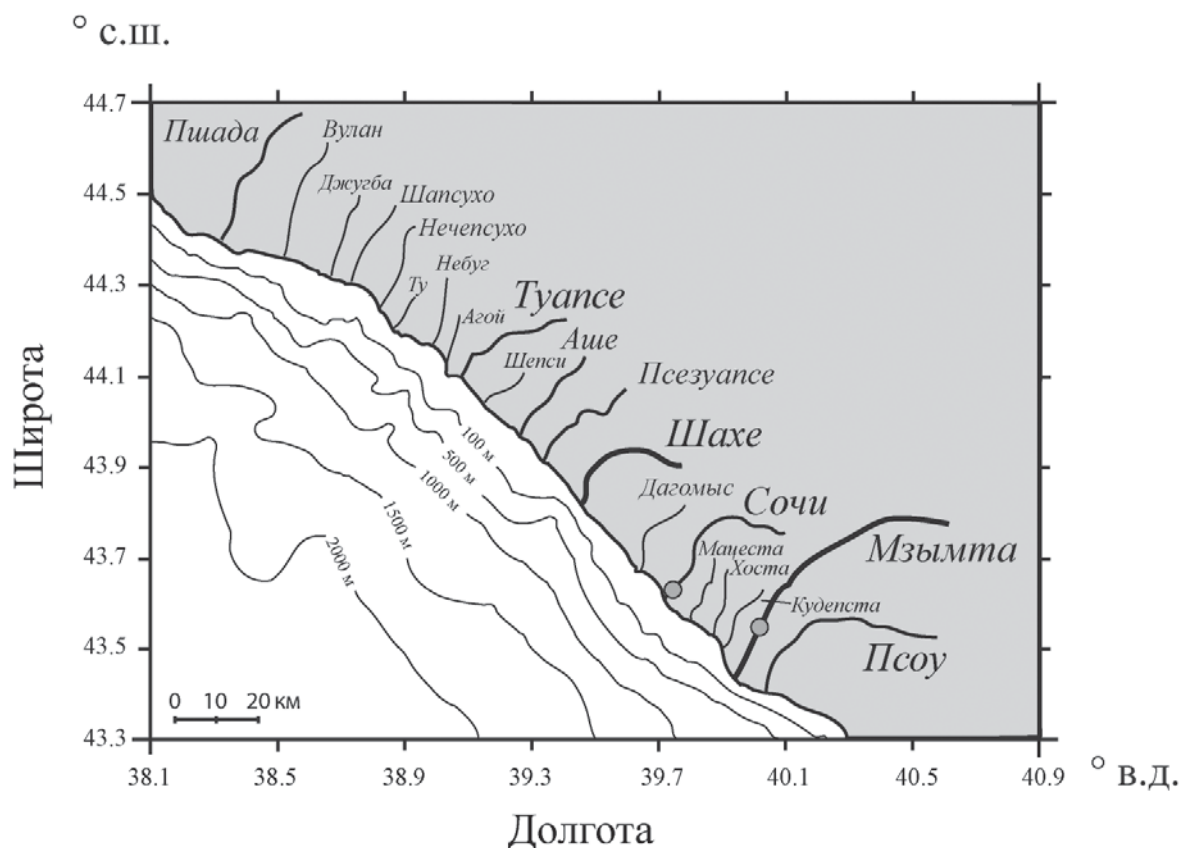 ° с.ш.
44.7
44.5
44.3
44.1
43.9
43.7
43.5
43.3
Широта
Пшада
Вулан
Джугба
Шапсухо
Нечепсухо
Ту
Небуг
Агой
Туапсе
Шепси
Аше
Псезуапсе
Шахе
Дагомыс
Сочи
Мацеста
Хоста
Мзымта
Кудепста
Псоу
100 м
500 м
1000 м
1500 м
2000 м
0 10 20 км
38.1 38.5 38.9 39.3 39.7 40.1 40.5 40.9 ° в.д.
Долгота